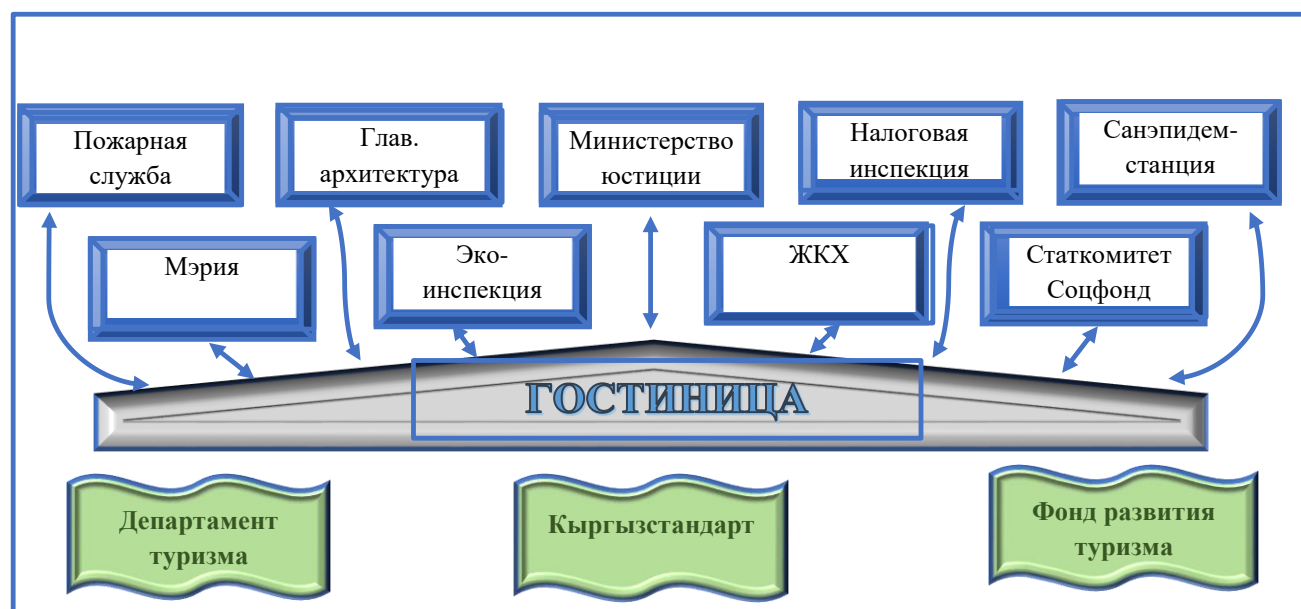 Пожарная
служба
Глав.
архитектура
Министерство
юстиции
Налоговая
инспекция
Санэпидем-
станция
Мэрия
Эко-
инспекция
ЖКХ
Статкомитет
Соцфонд
ГОСТИНИЦА
Департамент
туризма
Кыргызстандарт
Фонд развития
туризма